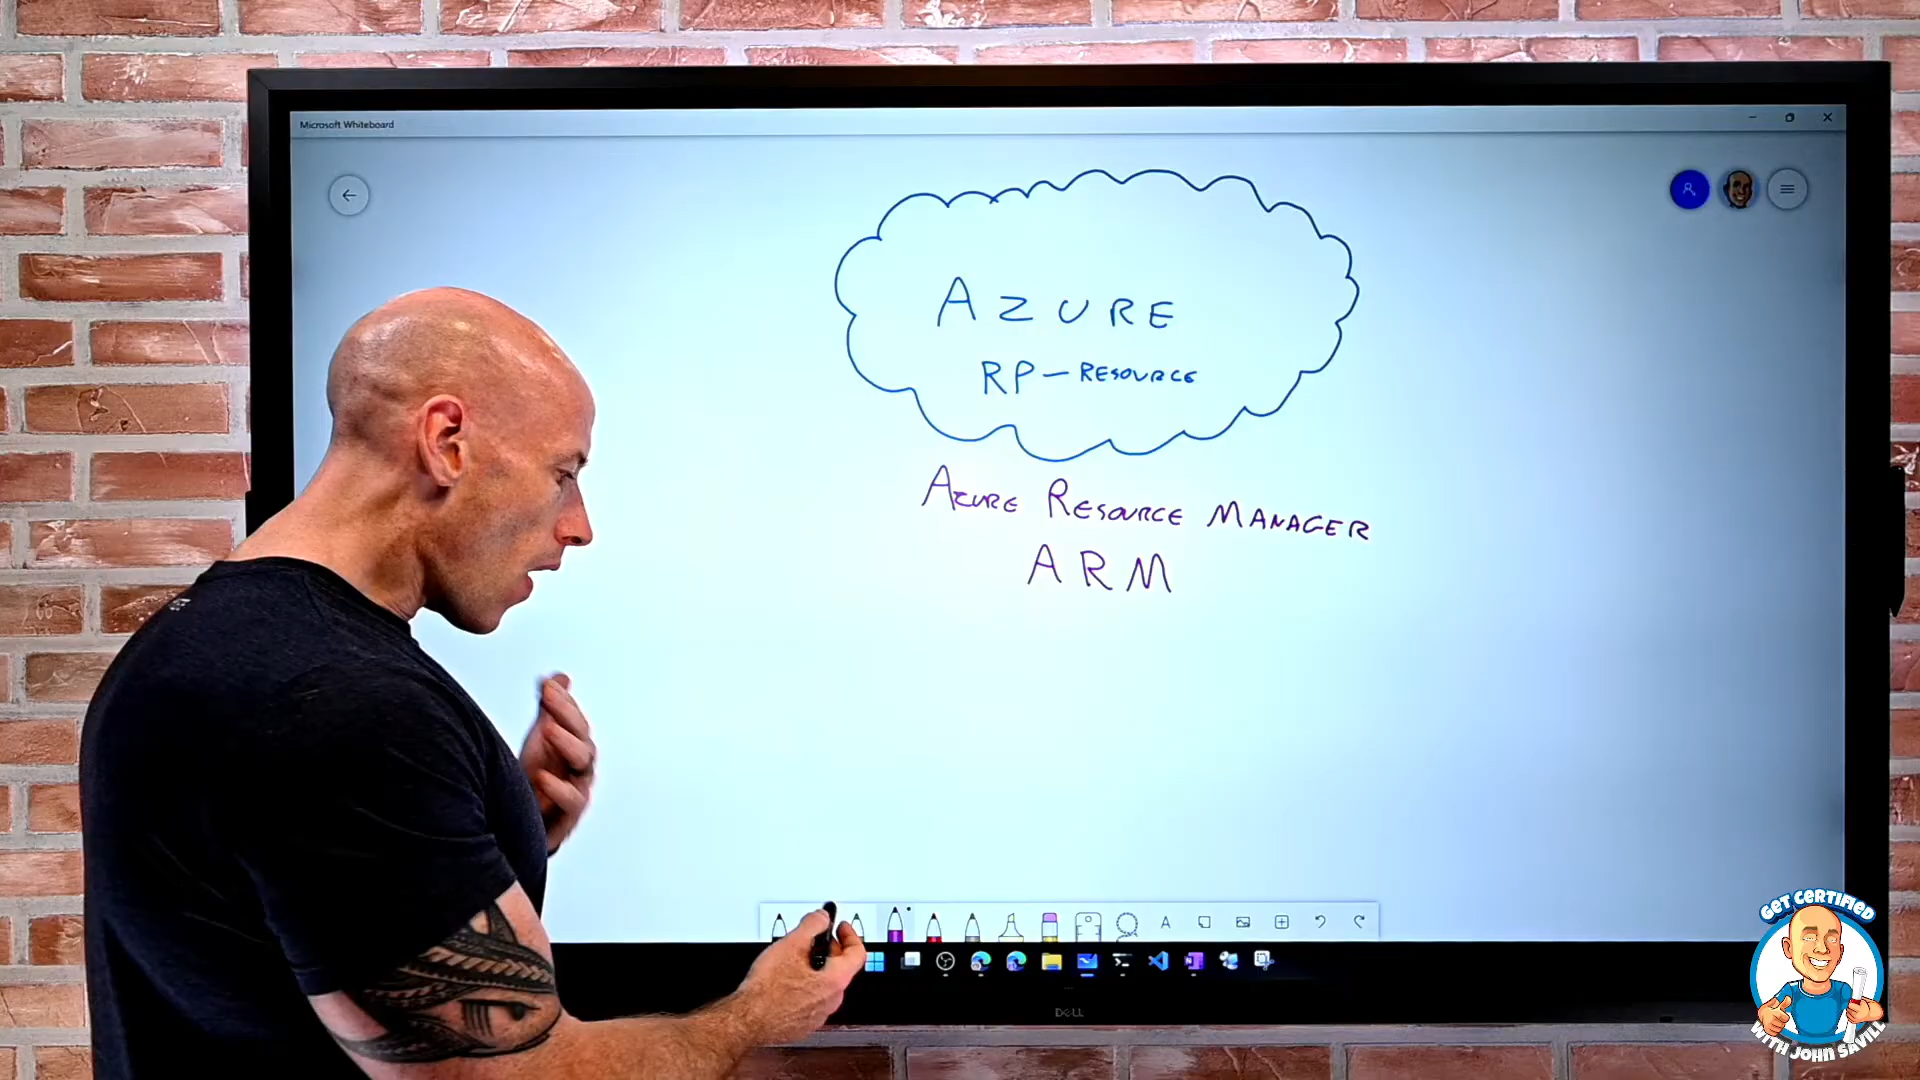 Microsoft Whiteboard
AZURE
RP-RESOURCE
AZURE RESOURCE MANAGER
ARM
DELL
GET CERTIFIED
WITH JOHN SAVILL